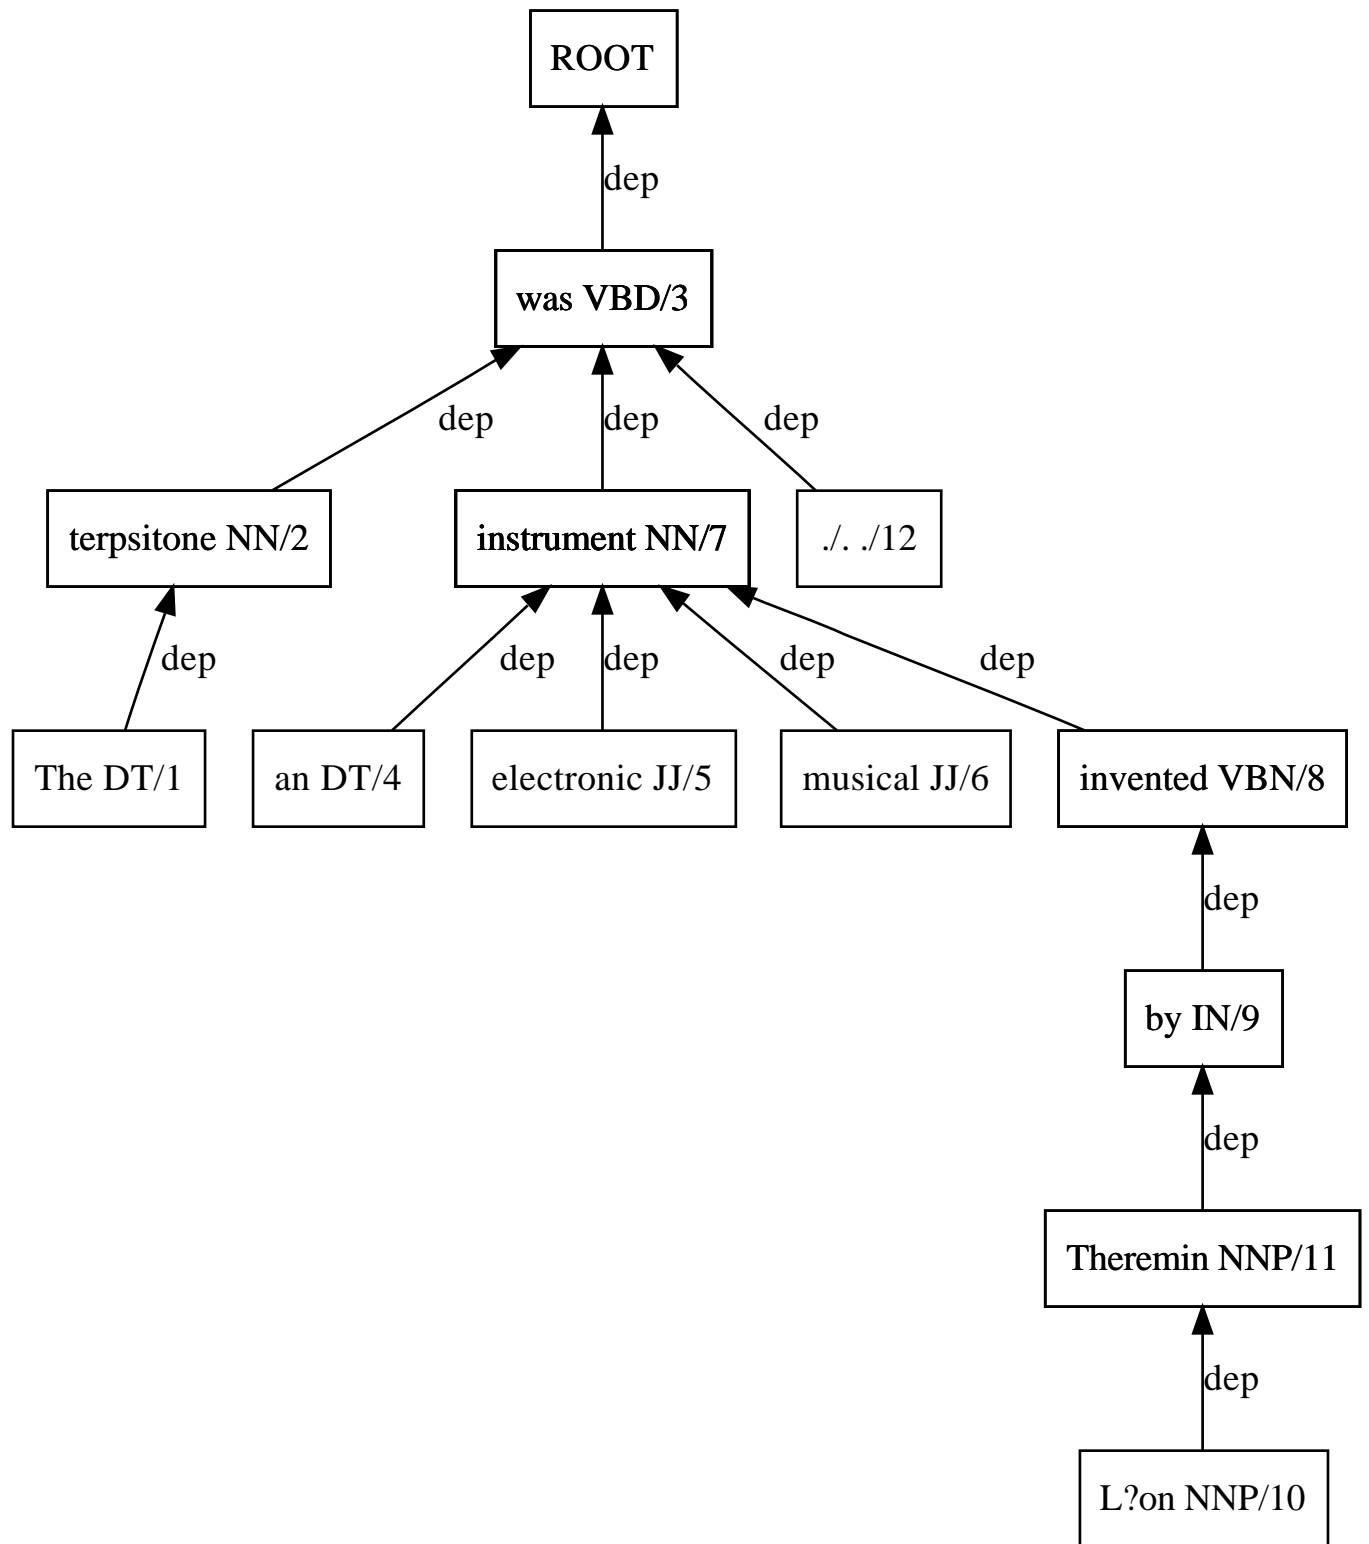 ROOT
dep
was VBD/3
dep dep dep
terpsitone NN/2 instrument NN/7 ./. ./12
dep dep dep dep dep
The DT/1 an DT/4 electronic JJ/5 musical JJ/6 invented VBN/8
dep
by IN/9
dep
Theremin NNP/11
dep
L?on NNP/10